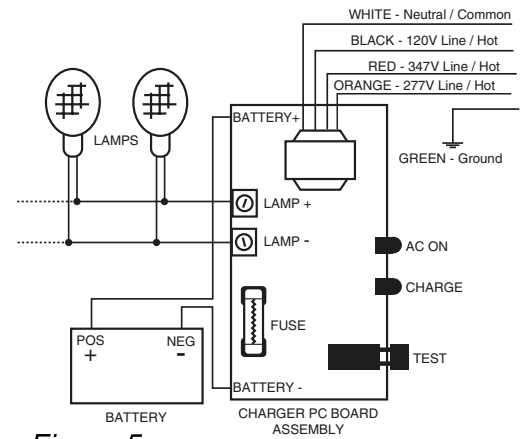 WHITE - Neutral / Common
BLACK - 120V Line / Hot
RED - 347V Line / Hot
ORANGE - 277V Line / Hot
BATTERY+
LAMPS
GREEN - Ground
LAMP +
LAMP -
AC ON
CHARGE
FUSE
POS
+
NEG
-
TEST
BATTERY -
BATTERY
CHARGER PC BOARD
ASSEMBLY
Figure 5